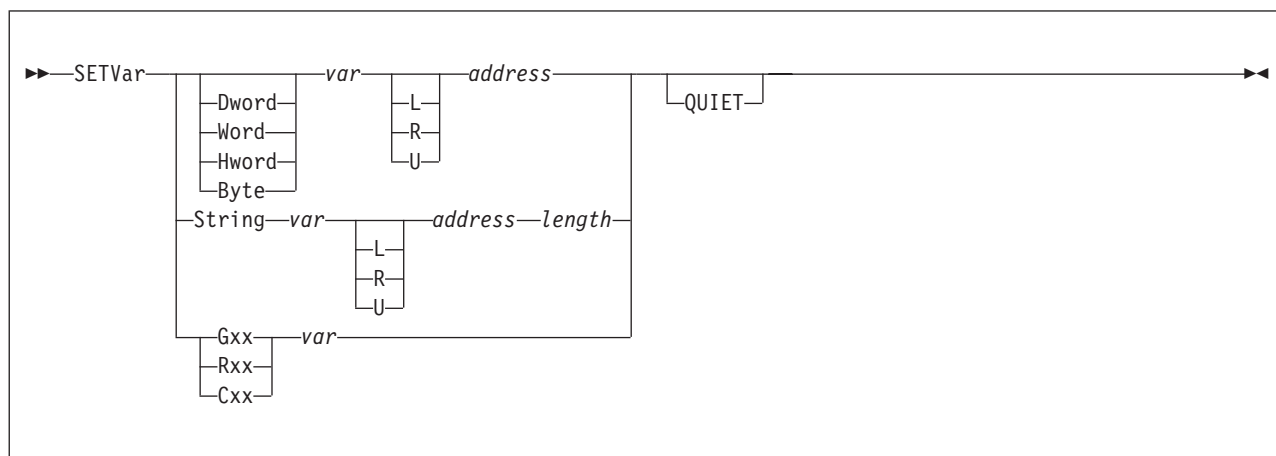 SETVar var address
Dword L QUIET
Word R
Hword U
Byte
String var address length
L
R
U
Gxx var
Rxx
Cxx